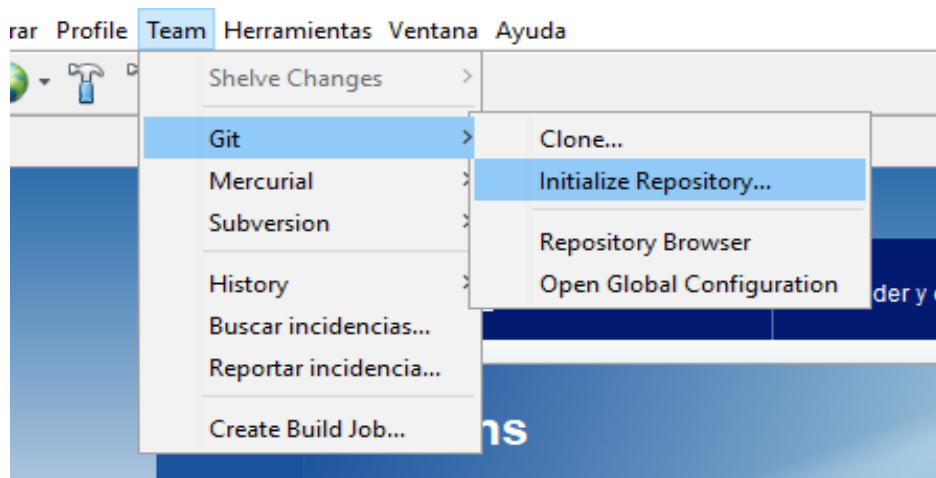 rar Profile Team Herramientas Ventana Ayuda
Shelve Changes
Git
Mercurial
Subversion
History
Buscar incidencias...
Reportar incidencia...
Create Build Job...
Clone...
Initialize Repository...
Repository Browser
Open Global Configuration
der y
ns